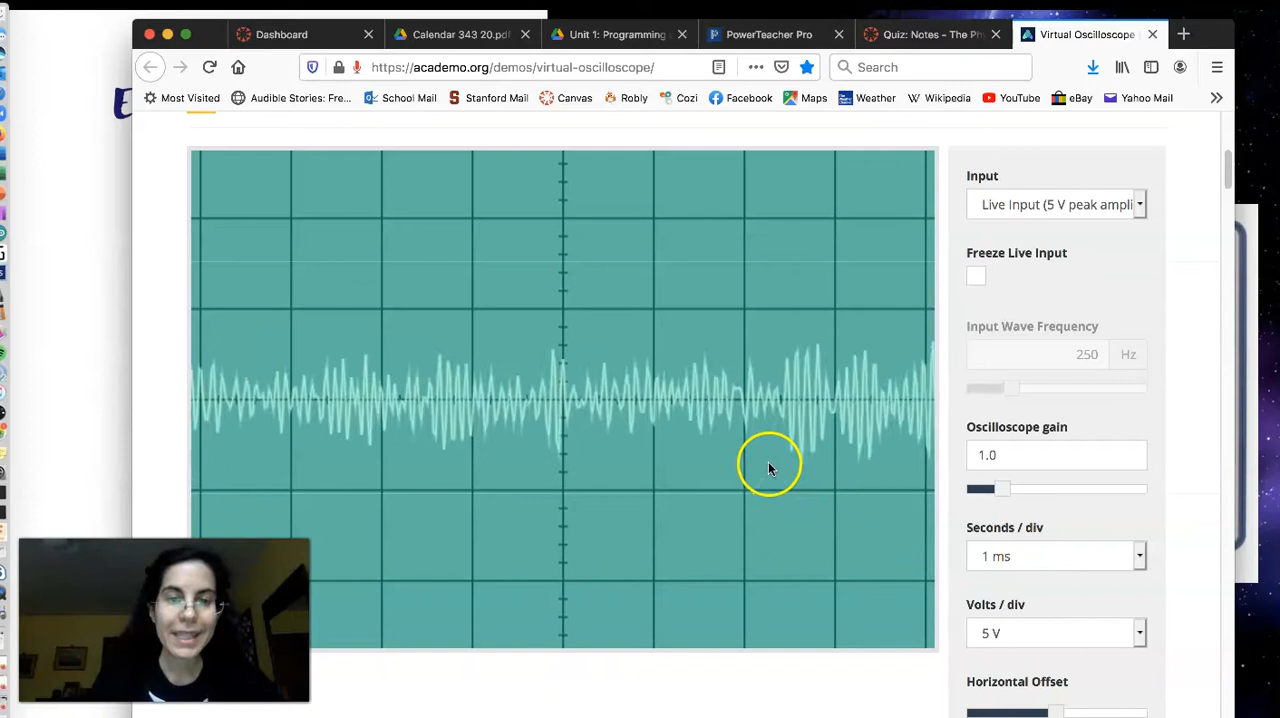 Dashboard
Calendar 343 20.pdf
Unit 1: Programming
PowerTeacher Pro
Quiz: Notes - The Ph
Virtual Oscilloscope
https://academo.org/demos/virtual-oscilloscope/
Search
Most Visited
Audible Stories: Fre...
School Mail
Stanford Mail
Canvas
Robly
Cozi
Facebook
Maps
Weather
Wikipedia
YouTube
eBay
Yahoo Mail
Input
Live Input (5 V peak ampli
Freeze Live Input
Input Wave Frequency
250 Hz
Oscilloscope gain
1.0
Seconds / div
1 ms
Volts / div
5 V
Horizontal Offset